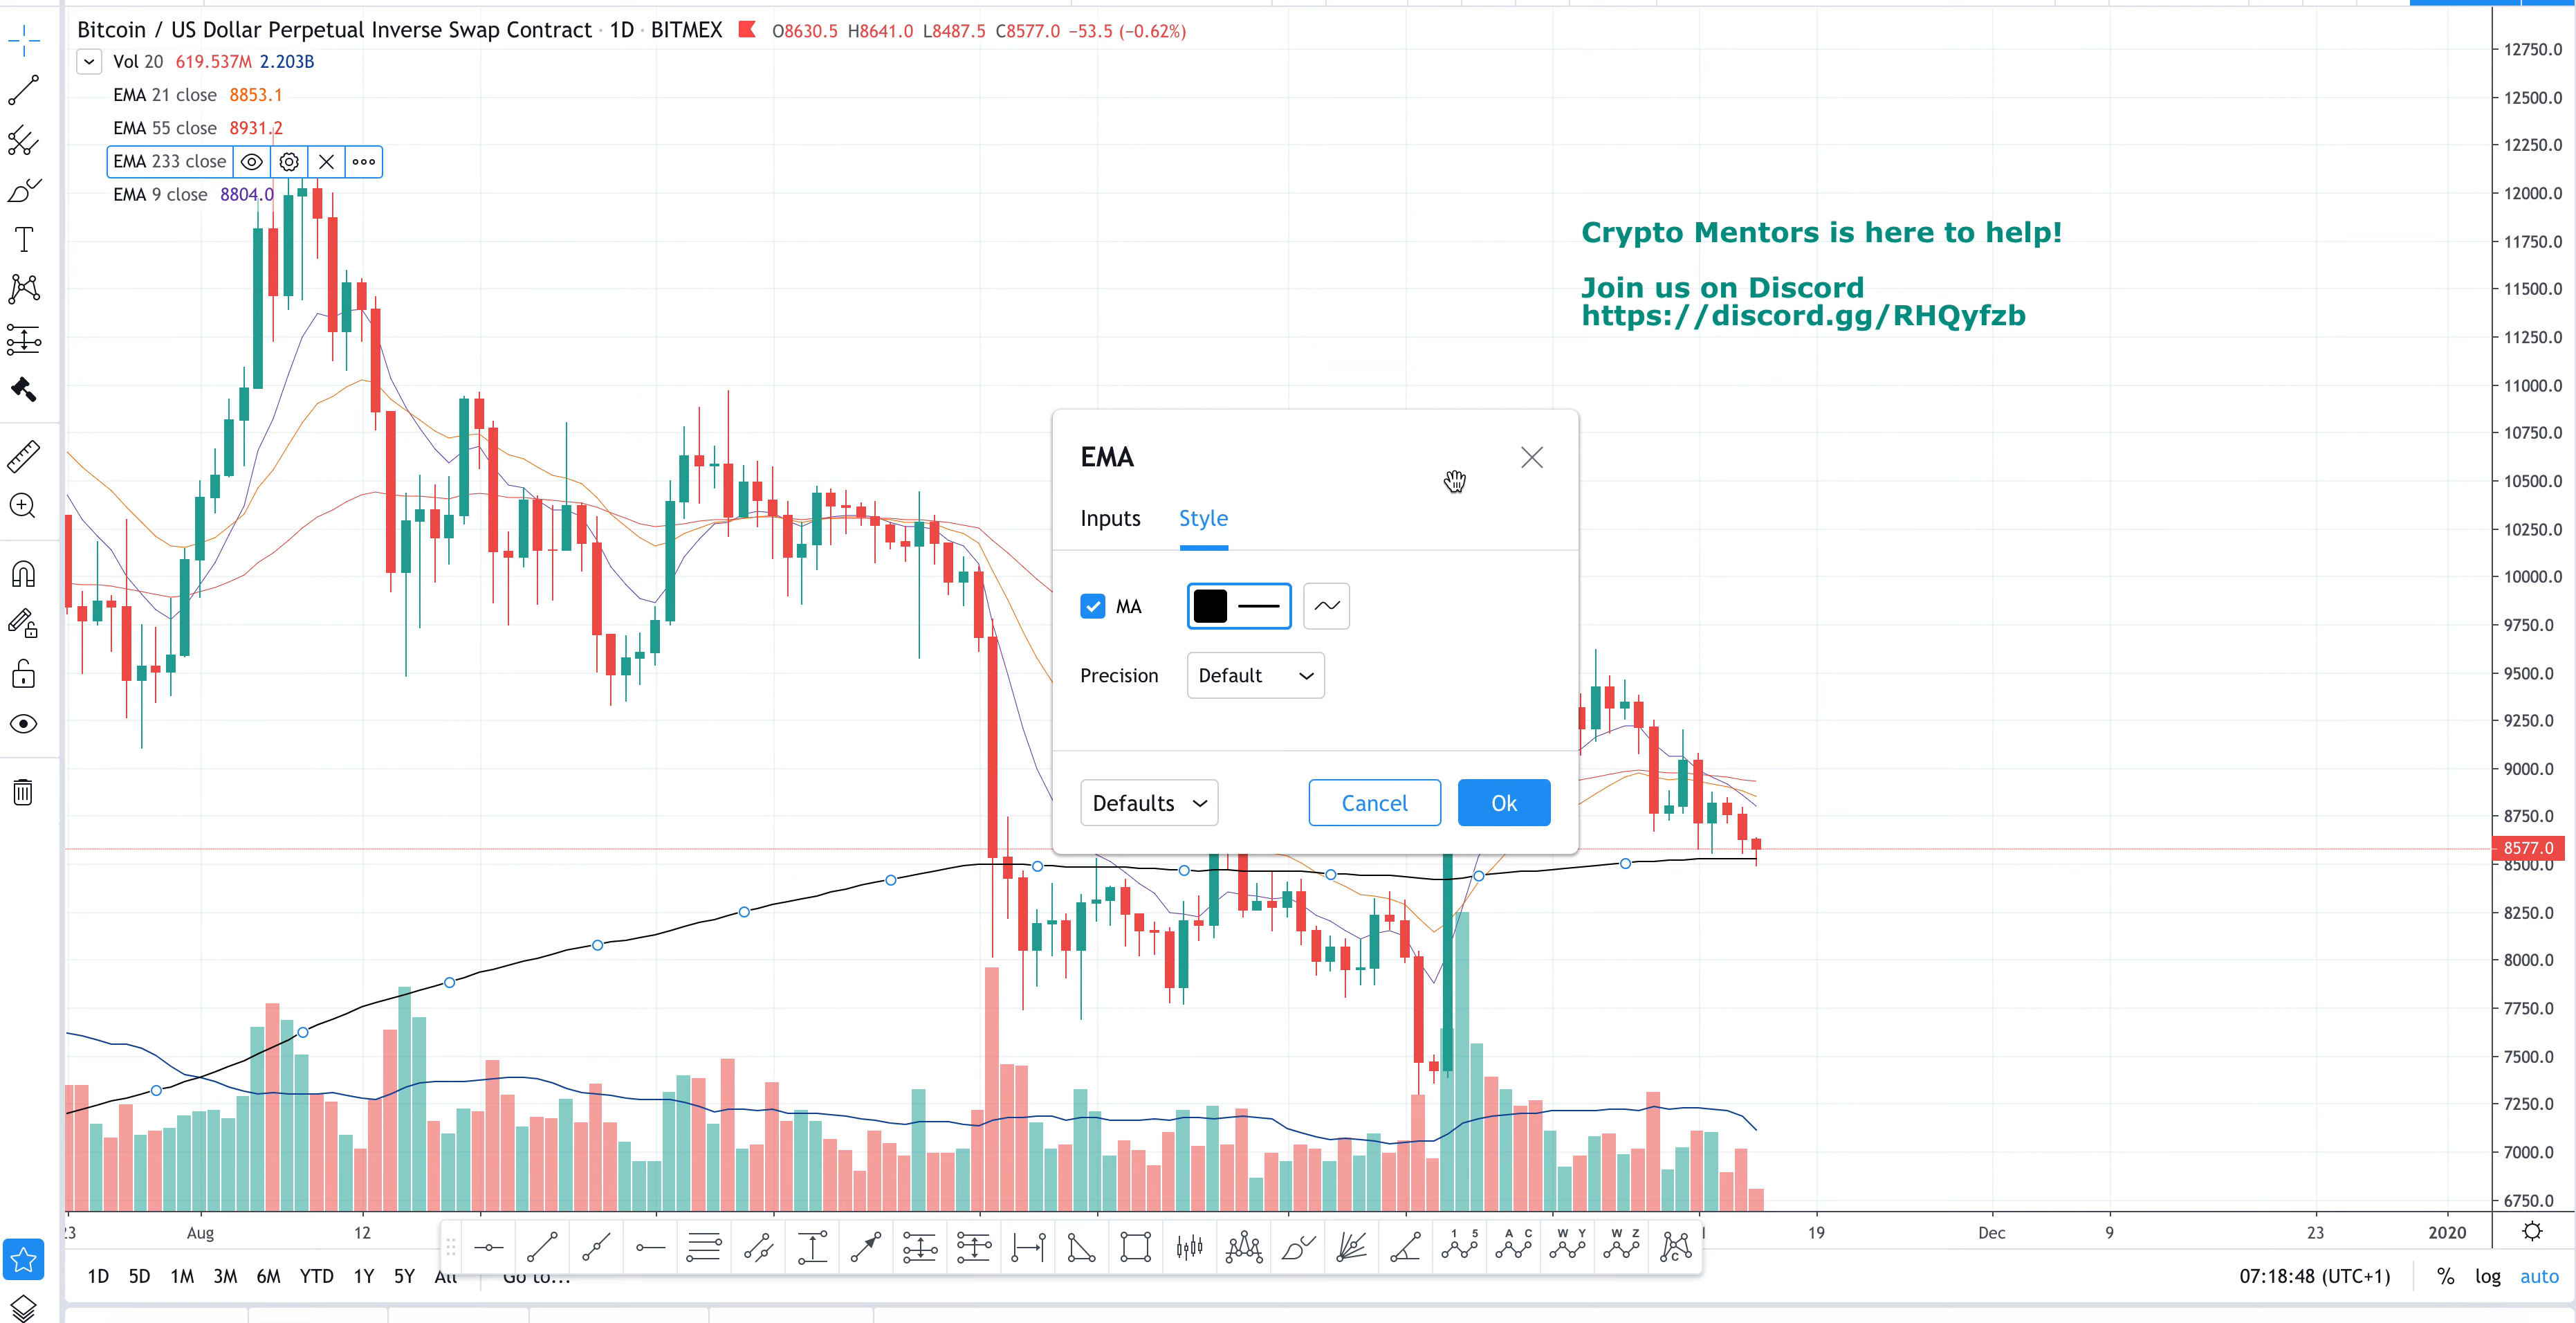 Bitcoin / US Dollar Perpetual Inverse Swap Contract · 1D · BITMEX O8630.5 H8641.0 L8487.5 C8577.0 −53.5 (−0.62%)
Vol 20 619.537M 2.203B
EMA 21 close 8853.1
EMA 55 close 8931.2
EMA 233 close
EMA 9 close 8804.0
Crypto Mentors is here to help!
Join us on Discord
https://discord.gg/RHQyfzb
EMA
Inputs Style
MA
Precision Default
Defaults Cancel Ok
12750.0
12500.0
12250.0
12000.0
11750.0
11500.0
11250.0
11000.0
10750.0
10500.0
10250.0
10000.0
9750.0
9500.0
9250.0
9000.0
8750.0
8577.0
8500.0
8250.0
8000.0
7750.0
7500.0
7250.0
7000.0
6750.0
23 Aug 12 19 Dec 9 23 2020
1 5 A C W Y W Z C
1D 5D 1M 3M 6M YTD 1Y 5Y All Go to... 07:18:48 (UTC+1) % log auto